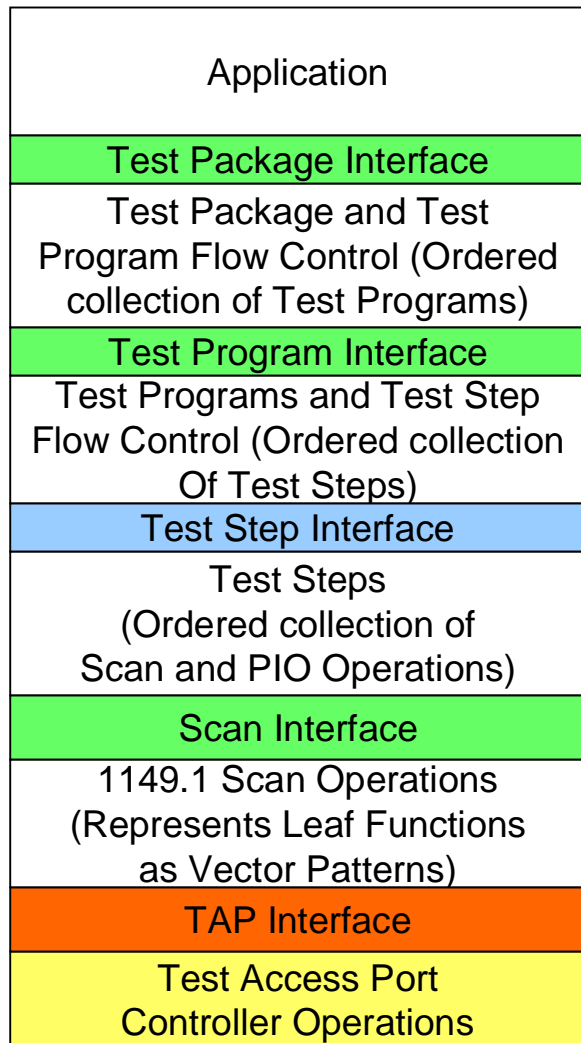 Application
Test Package Interface
Test Package and Test
Program Flow Control (Ordered
collection of Test Programs)
Test Program Interface
Test Programs and Test Step
Flow Control (Ordered collection
Of Test Steps)
Test Step Interface
Test Steps
(Ordered collection of
Scan and PIO Operations)
Scan Interface
1149.1 Scan Operations
(Represents Leaf Functions
as Vector Patterns)
TAP Interface
Test Access Port
Controller Operations